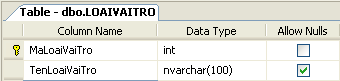 Table - dbo.LOAIVAITRO
Column Name Data Type Allow Nulls
MaLoaiVaiTro int
TenLoaiVaiTro nvarchar(100)